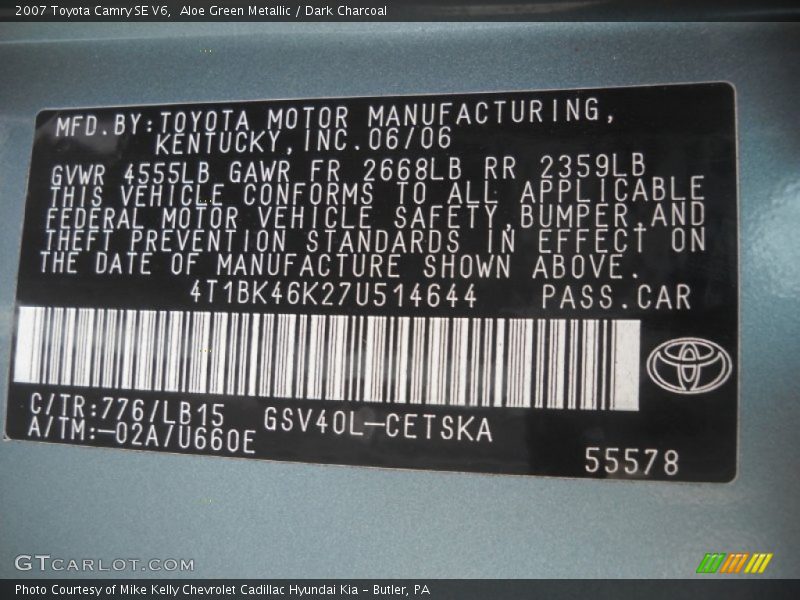 2007 Toyota Camry SE V6,  Aloe Green Metallic / Dark Charcoal
MFD.BY:TOYOTA MOTOR MANUFACTURING,
KENTUCKY,INC.06/06
GVWR 4555LB GAWR FR 2668LB RR 2359LB
THIS VEHICLE CONFORMS TO ALL APPLICABLE
FEDERAL MOTOR VEHICLE SAFETY,BUMPER,AND
THEFT PREVENTION STANDARDS IN EFFECT ON
THE DATE OF MANUFACTURE SHOWN ABOVE.
4T1BK46K27U514644 PASS.CAR
C/TR:776/LB15 GSV40L-CETSKA
A/TM:-02A/U660E
55578
GTCARLOT.COM
Photo Courtesy of Mike Kelly Chevrolet Cadillac Hyundai Kia – Butler, PA